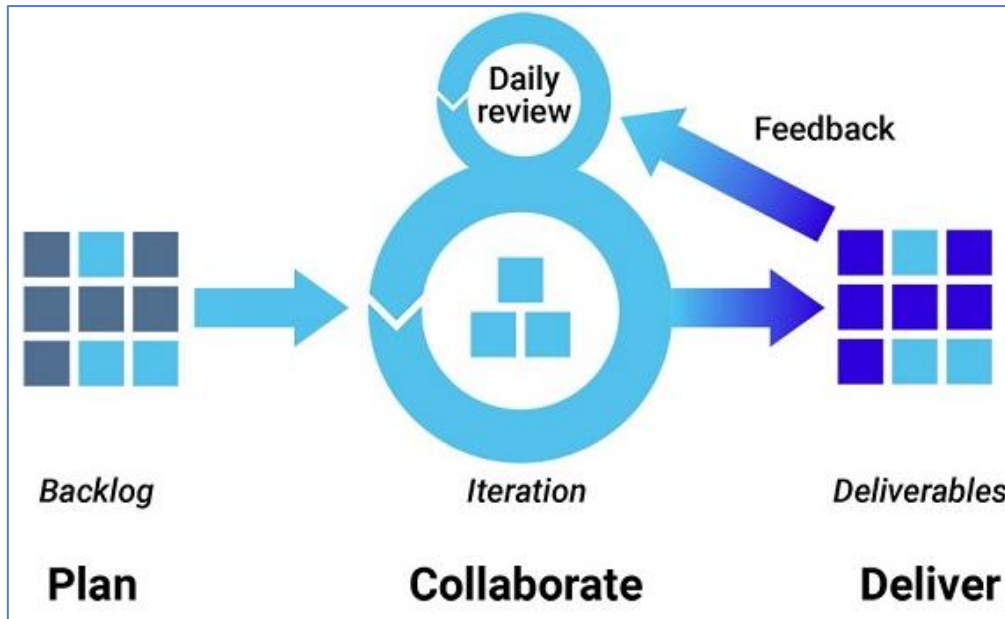 Daily
review
Feedback
Backlog
Iteration
Deliverables
Plan
Collaborate
Deliver